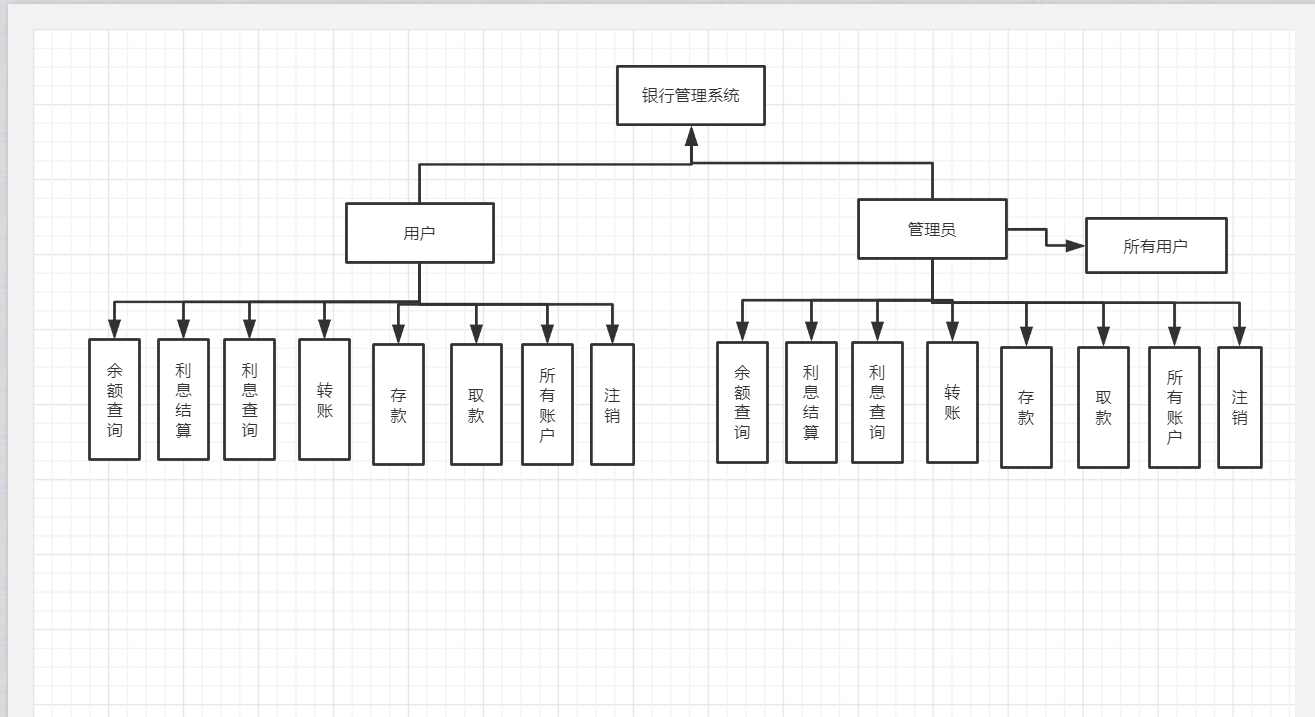 银行管理系统
用户
管理员
所有用户
余额查询
利息结算
利息查询
转账
存款
取款
所有账户
注销
余额查询
利息结算
利息查询
转账
存款
取款
所有账户
注销